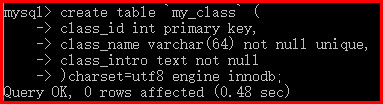 mysql> create table `my_class` (
    -> class_id int primary key,
    -> class_name varchar(64) not null unique,
    -> class_intro text not null
    -> )charset=utf8 engine innodb;
Query OK, 0 rows affected (0.48 sec)